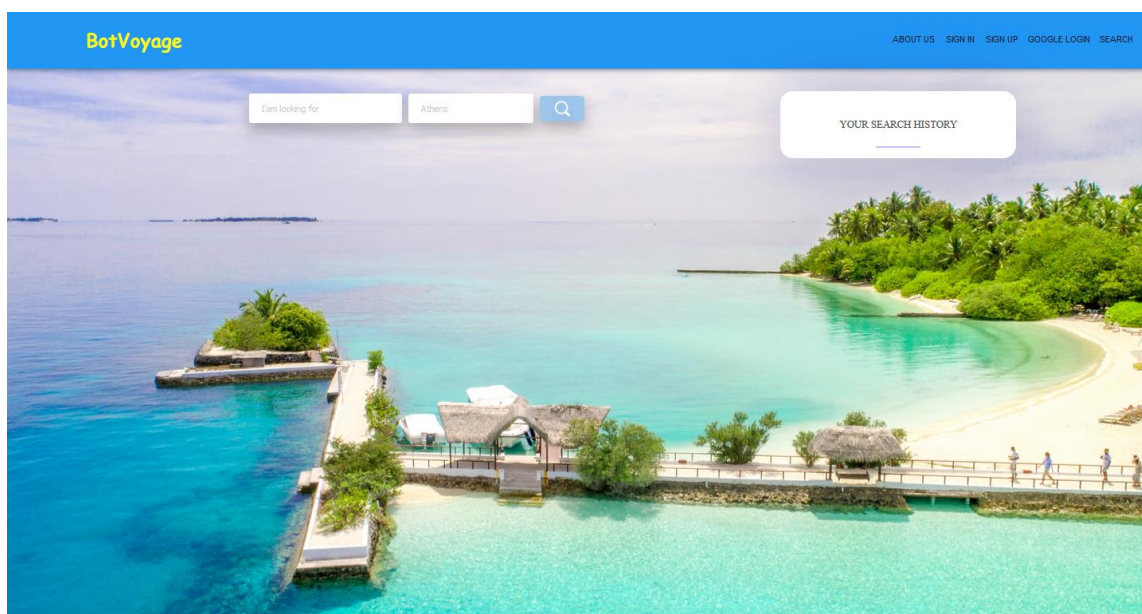 BotVoyage
ABOUT US SIGN IN SIGN UP GOOGLE LOGIN SEARCH
I'am looking for
Athens
YOUR SEARCH HISTORY